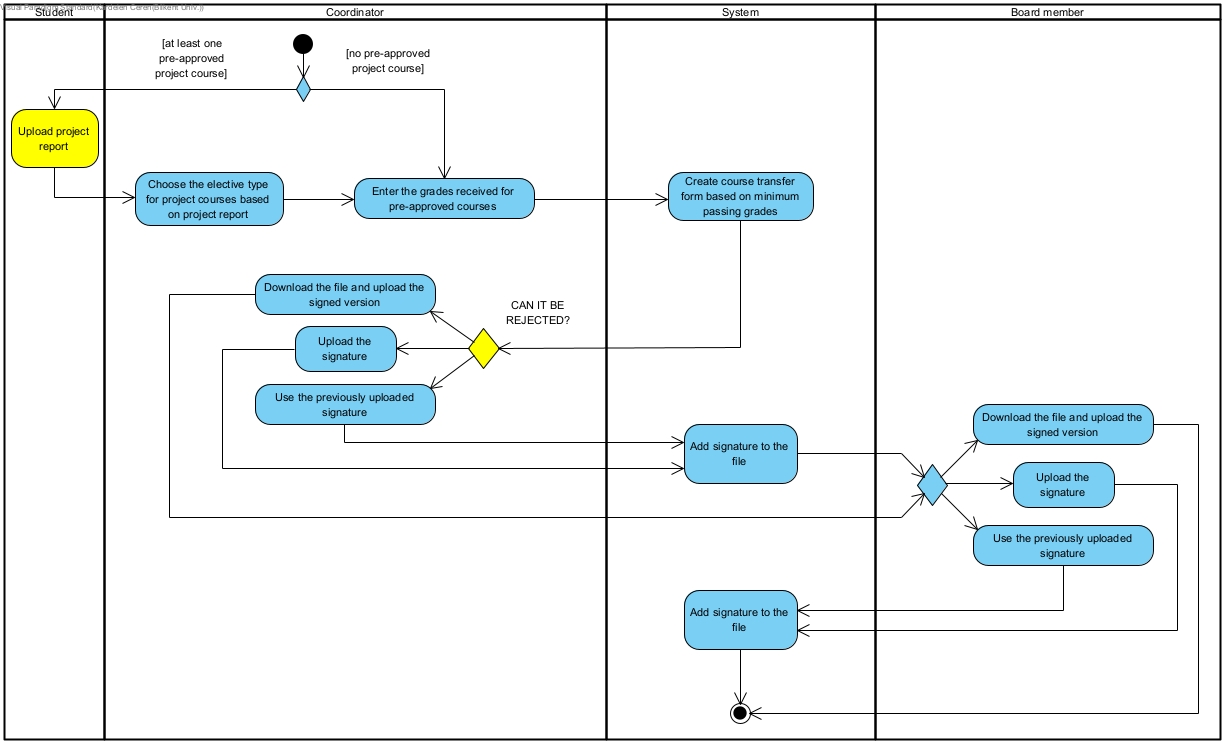 Visual Paradigm Standard(Kardelen Ceren(Bilkent Univ.))
Student
Coordinator
System
Board member
[at least one
pre-approved
project course]
[no pre-approved
project course]
Upload project
report
Choose the elective type
for project courses based
on project report
Enter the grades received for
pre-approved courses
Create course transfer
form based on minimum
passing grades
Download the file and upload the
signed version
CAN IT BE
REJECTED?
Upload the
signature
Use the previously uploaded
signature
Add signature to the
file
Download the file and upload the
signed version
Upload the
signature
Use the previously uploaded
signature
Add signature to the
file